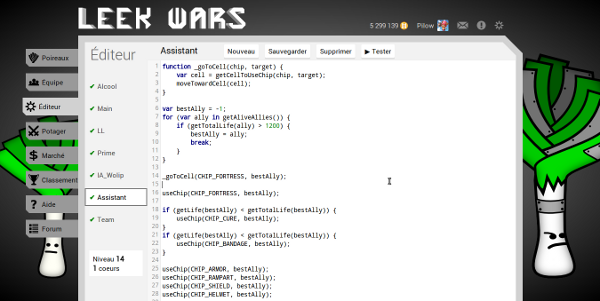 LEEK WARS
5 299 139
Pilow
Poireaux
Équipe
Éditeur
Potager
Marché
Classement
Aide
Forum
Éditeur
Alcool
Main
LL
Prime
IA_Wolip
Assistant
Team
Niveau 14
1 coeurs
Assistant
Nouveau
Sauvegarder
Supprimer
▶ Tester
1 function _goToCell(chip, target) {
2 var cell = getCellToUseChip(chip, target);
3 moveTowardCell(cell);
4 }
5
6 var bestAlly = -1;
7 for (var ally in getAliveAllies()) {
8 if (getTotalLife(ally) > 1200) {
9 bestAlly = ally;
10 break;
11 }
12 }
13
14 _goToCell(CHIP_FORTRESS, bestAlly);
15
16 useChip(CHIP_FORTRESS, bestAlly);
17
18 if (getLife(bestAlly) < getTotalLife(bestAlly)) {
19 useChip(CHIP_CURE, bestAlly);
20 }
21 if (getLife(bestAlly) < getTotalLife(bestAlly)) {
22 useChip(CHIP_BANDAGE, bestAlly);
23 }
24
25 useChip(CHIP_ARMOR, bestAlly);
26 useChip(CHIP_RAMPART, bestAlly);
27 useChip(CHIP_SHIELD, bestAlly);
28 useChip(CHIP_HELMET, bestAlly);